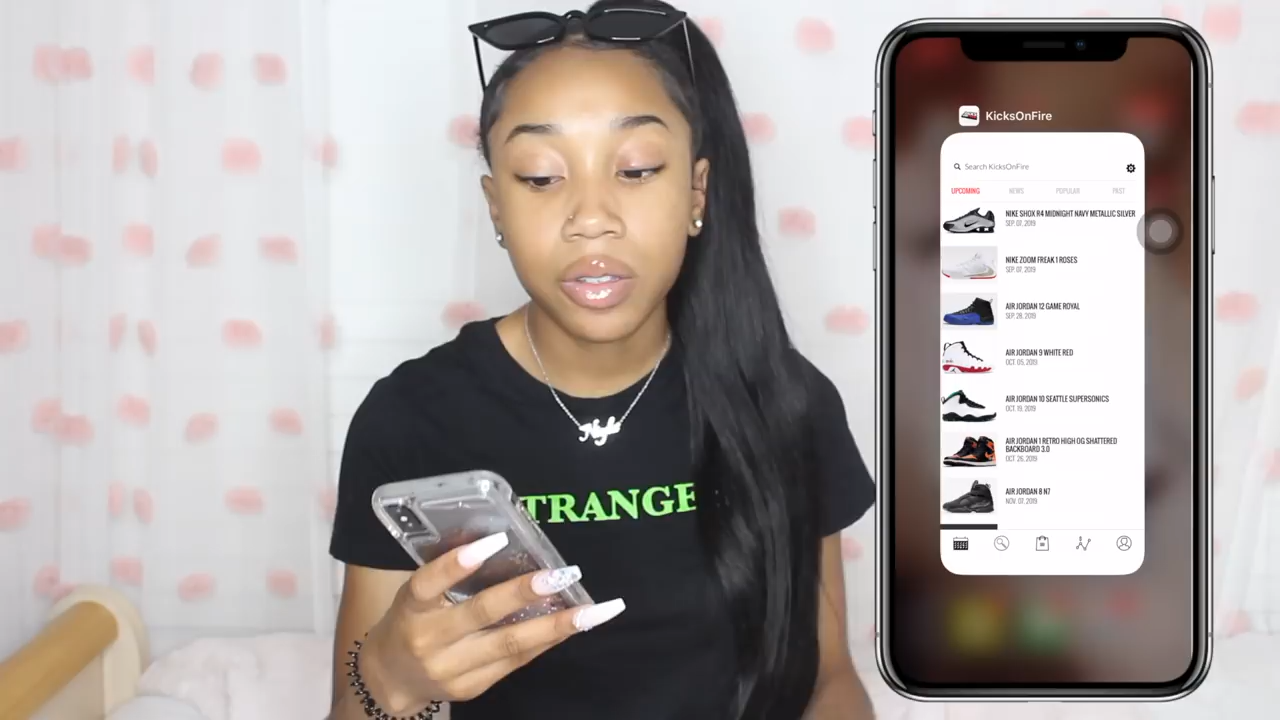 KicksOnFire
Search KicksOnFire
UPCOMING NEWS POPULAR PAST
NIKE SHOX R4 MIDNIGHT NAVY METALLIC SILVER
SEP. 07, 2019
NIKE ZOOM FREAK 1 ROSES
SEP. 07, 2019
AIR JORDAN 12 GAME ROYAL
SEP. 28, 2019
AIR JORDAN 9 WHITE RED
OCT. 05, 2019
AIR JORDAN 10 SEATTLE SUPERSONICS
OCT. 19, 2019
AIR JORDAN 1 RETRO HIGH OG SHATTERED
BACKBOARD 3.0
OCT. 26, 2019
AIR JORDAN 8 N7
NOV. 07, 2019
TRANGE